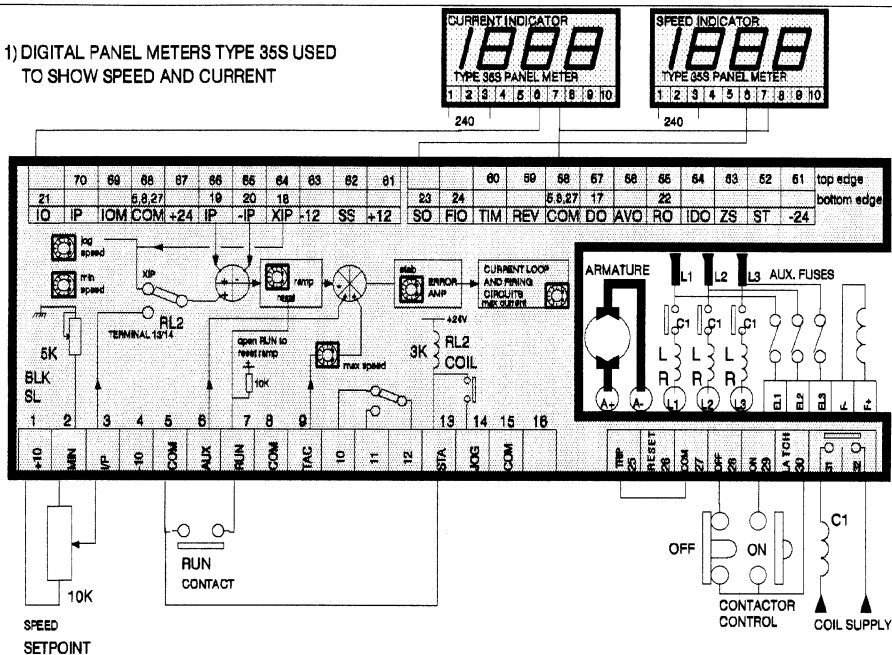 CURRENT INDICATOR
1888
TYPE 35S PANEL METER
1 2 3 4 5 6 7 8 9 10
240
SPEED INDICATOR
1888
TYPE 35S PANEL METER
1 2 3 4 5 6 7 8 9 10
240
1) DIGITAL PANEL METERS TYPE 35S USED
TO SHOW SPEED AND CURRENT
70 69 68 67 66 65 64 63 62 61 60 59 58 57 56 55 54 53 52 51 top edge
21 5,8,27 19 20 18 23 24 5,8,27 17 22 bottom edge
IO IP IOM COM +24 IP -IP XIP -12 SS +12 SO FIO TIM REV COM DO AVO RO IDO ZS ST -24
jog
speed
min
speed
XIP
RL2
TERMINAL 13/14
+ -
+
ramp
reset
open RUN to
reset ramp
10K
max speed
stab
ERROR
AMP
CURRENT LOOP
AND FIRING
CIRCUITS
max current
+24V
3K
RL2
COIL
5K
BLK
SL
ARMATURE
L1 L2 L3 AUX. FUSES
C1 C1 C1
L L L
R R R
A+ A- L1 L2 L3 EL1 EL2 EL3 F- F+
1 2 3 4 5 6 7 8 9 13 14 15 16
+10 MIN I/P -10 COM AUX RUN COM TAC 10 11 12 STA JOG COM
TRIP 25 RESET 26 COM 27 OFF 28 ON 29 LATCH 30 31 32
RUN
CONTACT
10K
SPEED
SETPOINT
OFF ON
C1
CONTACTOR
CONTROL
COIL SUPPLY